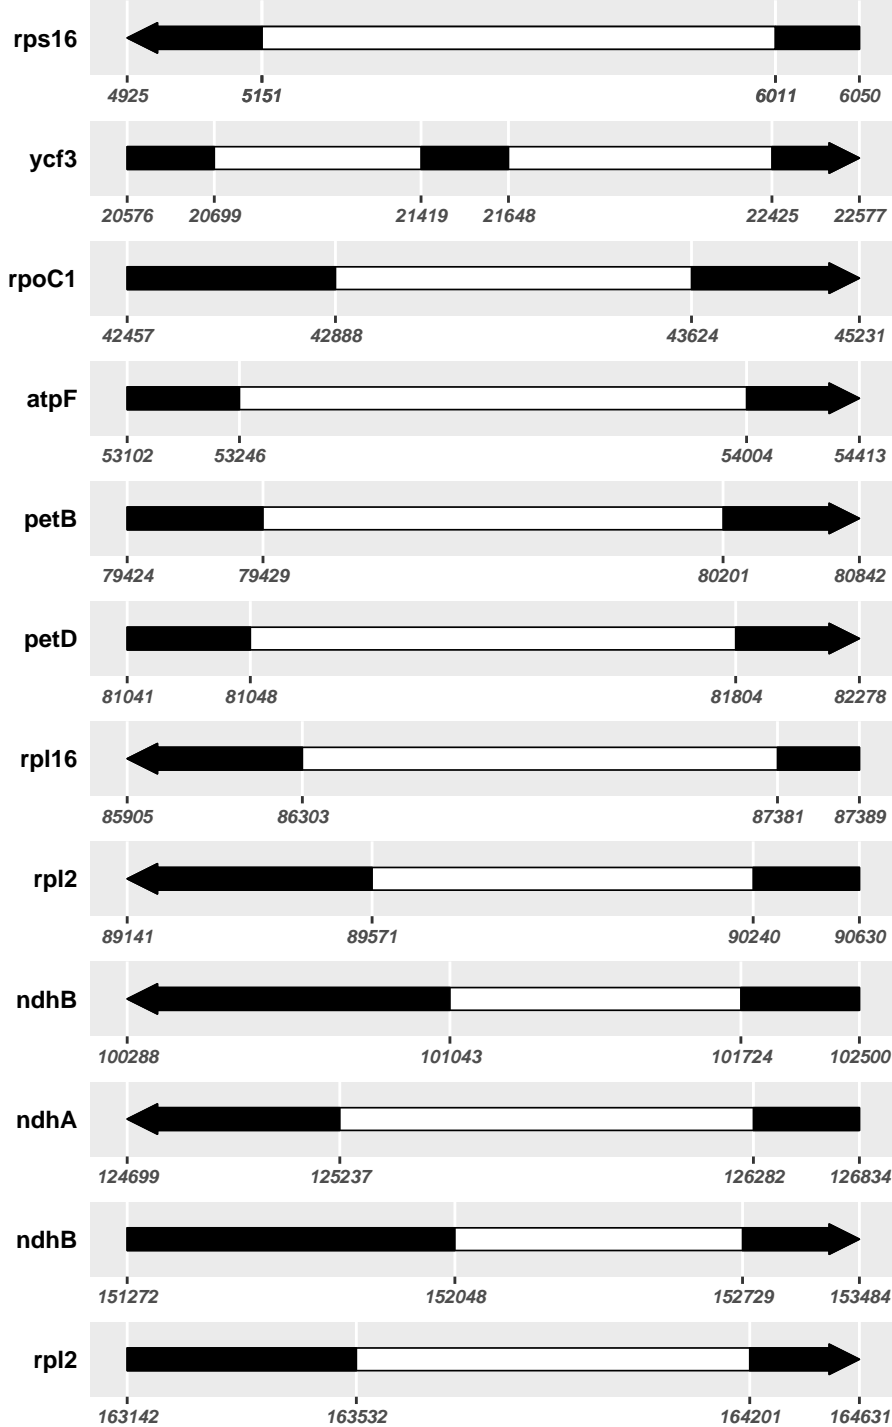 rps16
4925 5151 6011 6050
ycf3
20576 20699 21419 21648 22425 22577
rpoC1
42457 42888 43624 45231
atpF
53102 53246 54004 54413
petB
79424 79429 80201 80842
petD
81041 81048 81804 82278
rpl16
85905 86303 87381 87389
rpl2
89141 89571 90240 90630
ndhB
100288 101043 101724 102500
ndhA
124699 125237 126282 126834
ndhB
151272 152048 152729 153484
rpl2
163142 163532 164201 164631